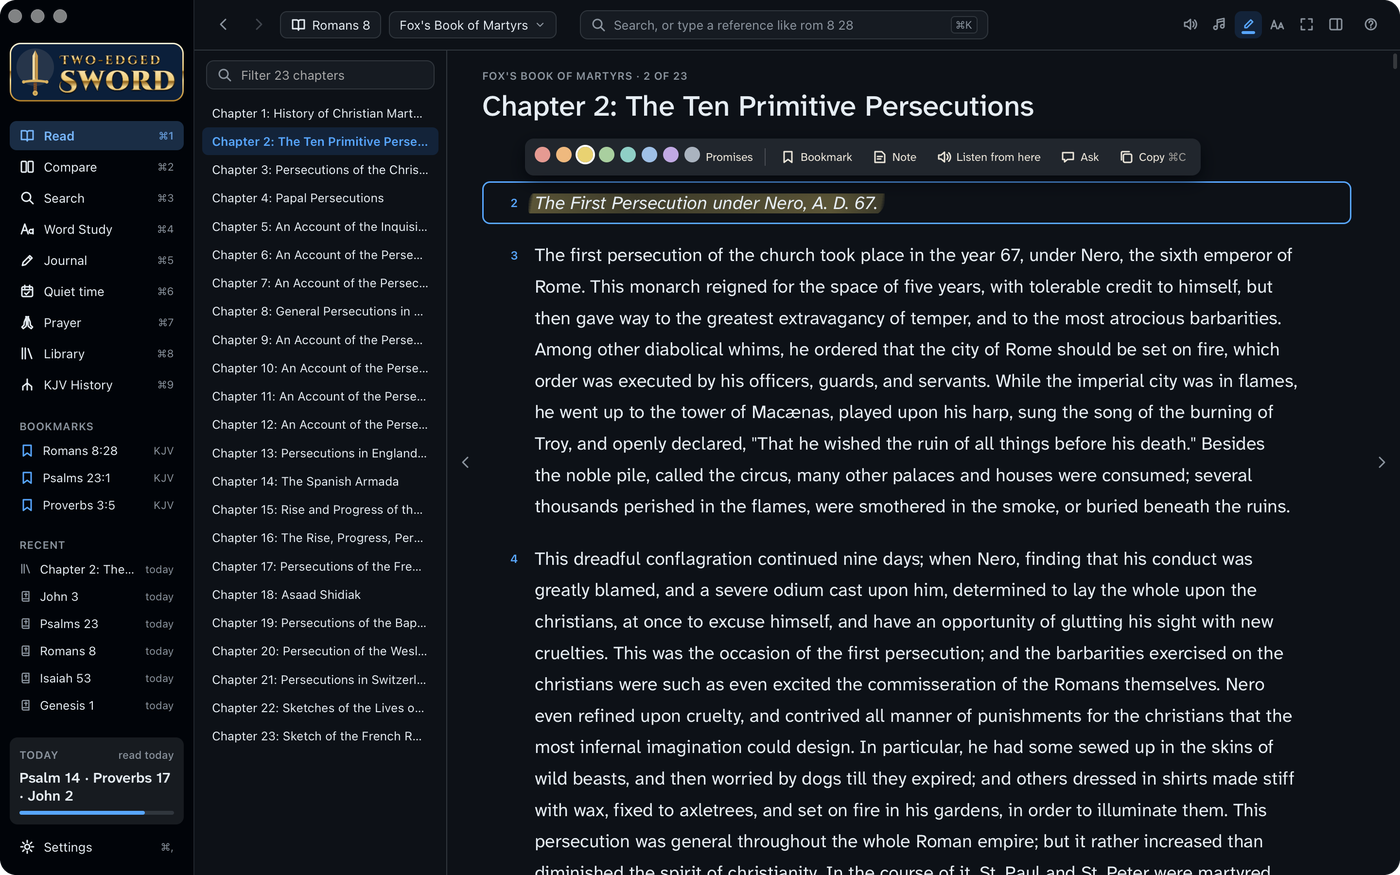 TWO-EDGED
SWORD
Read ⌘1
Compare ⌘2
Search ⌘3
Word Study ⌘4
Journal ⌘5
Quiet time ⌘6
Prayer ⌘7
Library ⌘8
KJV History ⌘9
BOOKMARKS
Romans 8:28 KJV
Psalms 23:1 KJV
Proverbs 3:5 KJV
RECENT
Chapter 2: The... today
John 3 today
Psalms 23 today
Romans 8 today
Isaiah 53 today
Genesis 1 today
TODAY read today
Psalm 14 · Proverbs 17
· John 2
Settings ⌘,
Romans 8
Fox's Book of Martyrs
Search, or type a reference like rom 8 28 ⌘K
AA
Filter 23 chapters
Chapter 1: History of Christian Mart...
Chapter 2: The Ten Primitive Perse...
Chapter 3: Persecutions of the Chris...
Chapter 4: Papal Persecutions
Chapter 5: An Account of the Inquisi...
Chapter 6: An Account of the Perse...
Chapter 7: An Account of the Persec...
Chapter 8: General Persecutions in ...
Chapter 9: An Account of the Perse...
Chapter 10: An Account of the Perse...
Chapter 11: An Account of the Perse...
Chapter 12: An Account of the Perse...
Chapter 13: Persecutions in England...
Chapter 14: The Spanish Armada
Chapter 15: Rise and Progress of th...
Chapter 16: The Rise, Progress, Per...
Chapter 17: Persecutions of the Fre...
Chapter 18: Asaad Shidiak
Chapter 19: Persecutions of the Bap...
Chapter 20: Persecution of the Wesl...
Chapter 21: Persecutions in Switzerl...
Chapter 22: Sketches of the Lives o...
Chapter 23: Sketch of the French R...
FOX'S BOOK OF MARTYRS · 2 OF 23
Chapter 2: The Ten Primitive Persecutions
Promises Bookmark Note Listen from here Ask Copy ⌘C
2 The First Persecution under Nero, A. D. 67.
3 The first persecution of the church took place in the year 67, under Nero, the sixth emperor of
Rome. This monarch reigned for the space of five years, with tolerable credit to himself, but
then gave way to the greatest extravagancy of temper, and to the most atrocious barbarities.
Among other diabolical whims, he ordered that the city of Rome should be set on fire, which
order was executed by his officers, guards, and servants. While the imperial city was in flames,
he went up to the tower of Macænas, played upon his harp, sung the song of the burning of
Troy, and openly declared, "That he wished the ruin of all things before his death." Besides
the noble pile, called the circus, many other palaces and houses were consumed; several
thousands perished in the flames, were smothered in the smoke, or buried beneath the ruins.
4 This dreadful conflagration continued nine days; when Nero, finding that his conduct was
greatly blamed, and a severe odium cast upon him, determined to lay the whole upon the
christians, at once to excuse himself, and have an opportunity of glutting his sight with new
cruelties. This was the occasion of the first persecution; and the barbarities exercised on the
christians were such as even excited the commisseration of the Romans themselves. Nero
even refined upon cruelty, and contrived all manner of punishments for the christians that the
most infernal imagination could design. In particular, he had some sewed up in the skins of
wild beasts, and then worried by dogs till they expired; and others dressed in shirts made stiff
with wax, fixed to axletrees, and set on fire in his gardens, in order to illuminate them. This
persecution was general throughout the whole Roman empire; but it rather increased than
diminished the spirit of christianity. In the course of it, St. Paul and St. Peter were martyred.